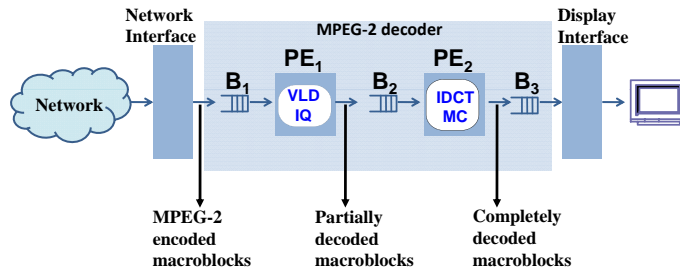 Network
Interface
MPEG-2 decoder
Display
Interface
Network
B1
PE1
VLD
IQ
B2
PE2
IDCT
MC
B3
MPEG-2
encoded
macroblocks
Partially
decoded
macroblocks
Completely
decoded
macroblocks